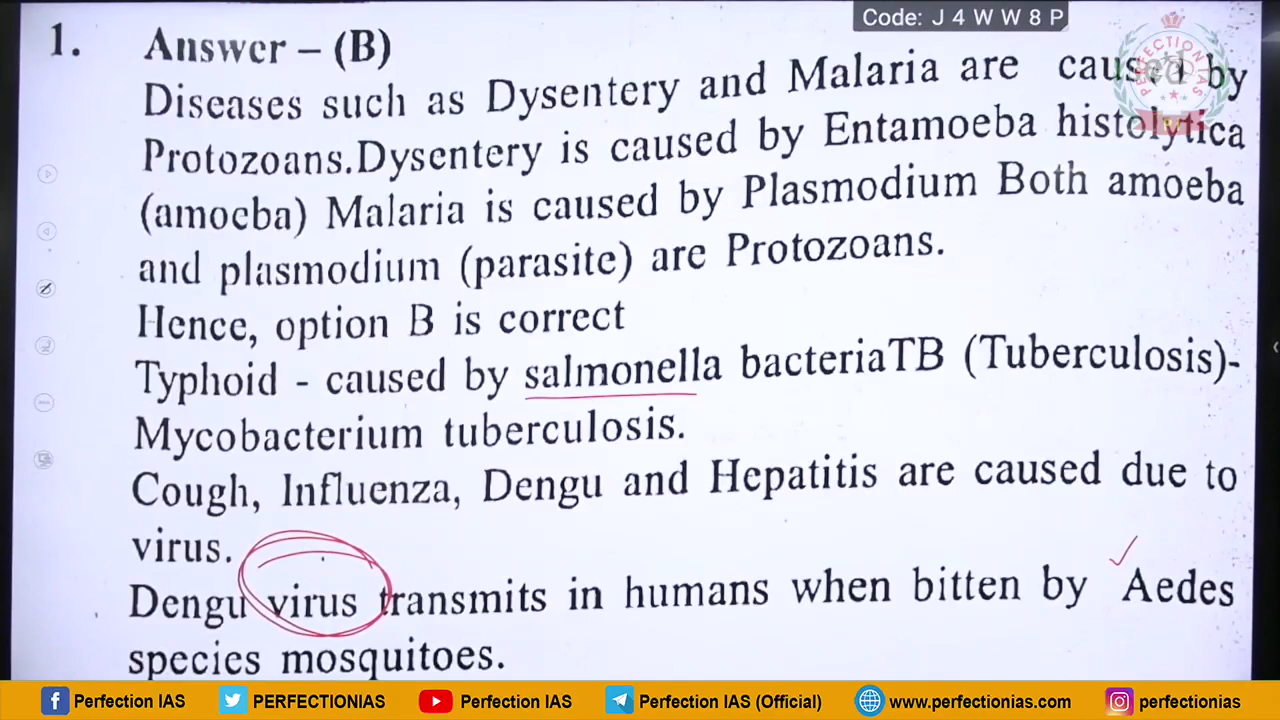 Code: J 4 W W 8 P
1. Answer – (B)
Diseases such as Dysentery and Malaria are caused by
Protozoans.Dysentery is caused by Entamoeba histolytica
(amoeba) Malaria is caused by Plasmodium Both amoeba
and plasmodium (parasite) are Protozoans.
Hence, option B is correct
Typhoid - caused by salmonella bacteriaTB (Tuberculosis)-
Mycobacterium tuberculosis.
Cough, Influenza, Dengu and Hepatitis are caused due to
virus.
Dengu virus transmits in humans when bitten by Aedes
species mosquitoes.
PERFECTION IAS
Perfection IAS PERFECTIONIAS Perfection IAS Perfection IAS (Official) www.perfectionias.com perfectionias